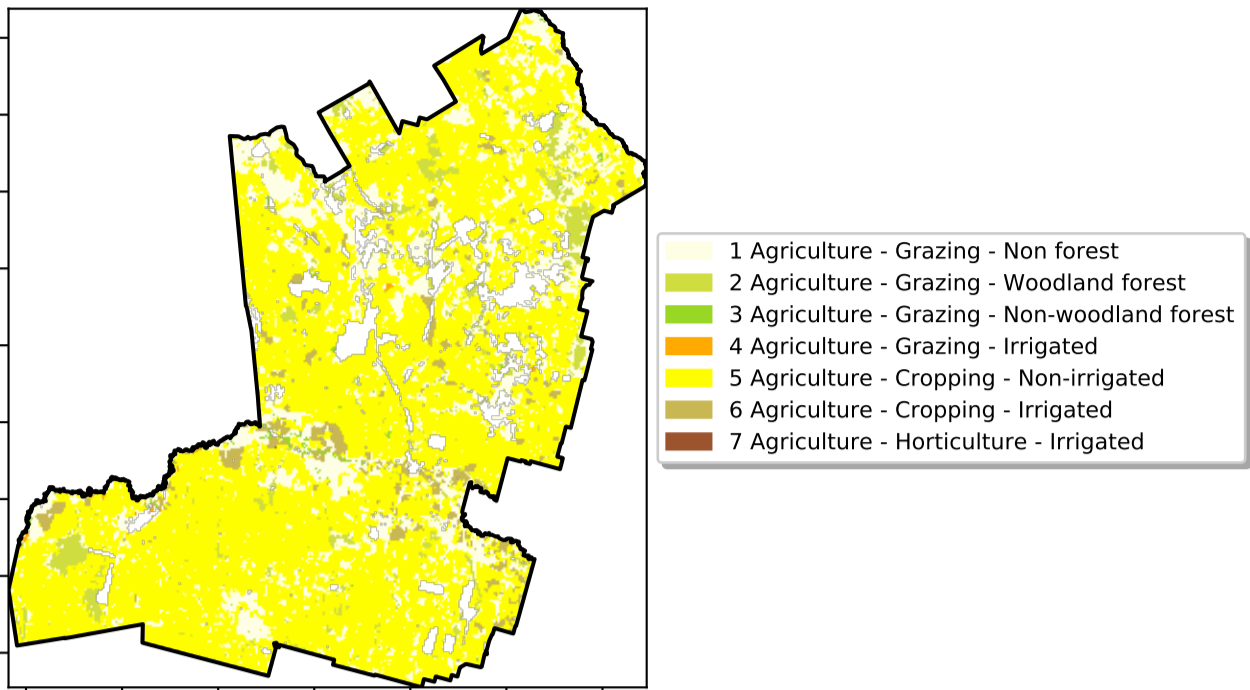 1 Agriculture - Grazing - Non forest
2 Agriculture - Grazing - Woodland forest
3 Agriculture - Grazing - Non-woodland forest
4 Agriculture - Grazing - Irrigated
5 Agriculture - Cropping - Non-irrigated
6 Agriculture - Cropping - Irrigated
7 Agriculture - Horticulture - Irrigated